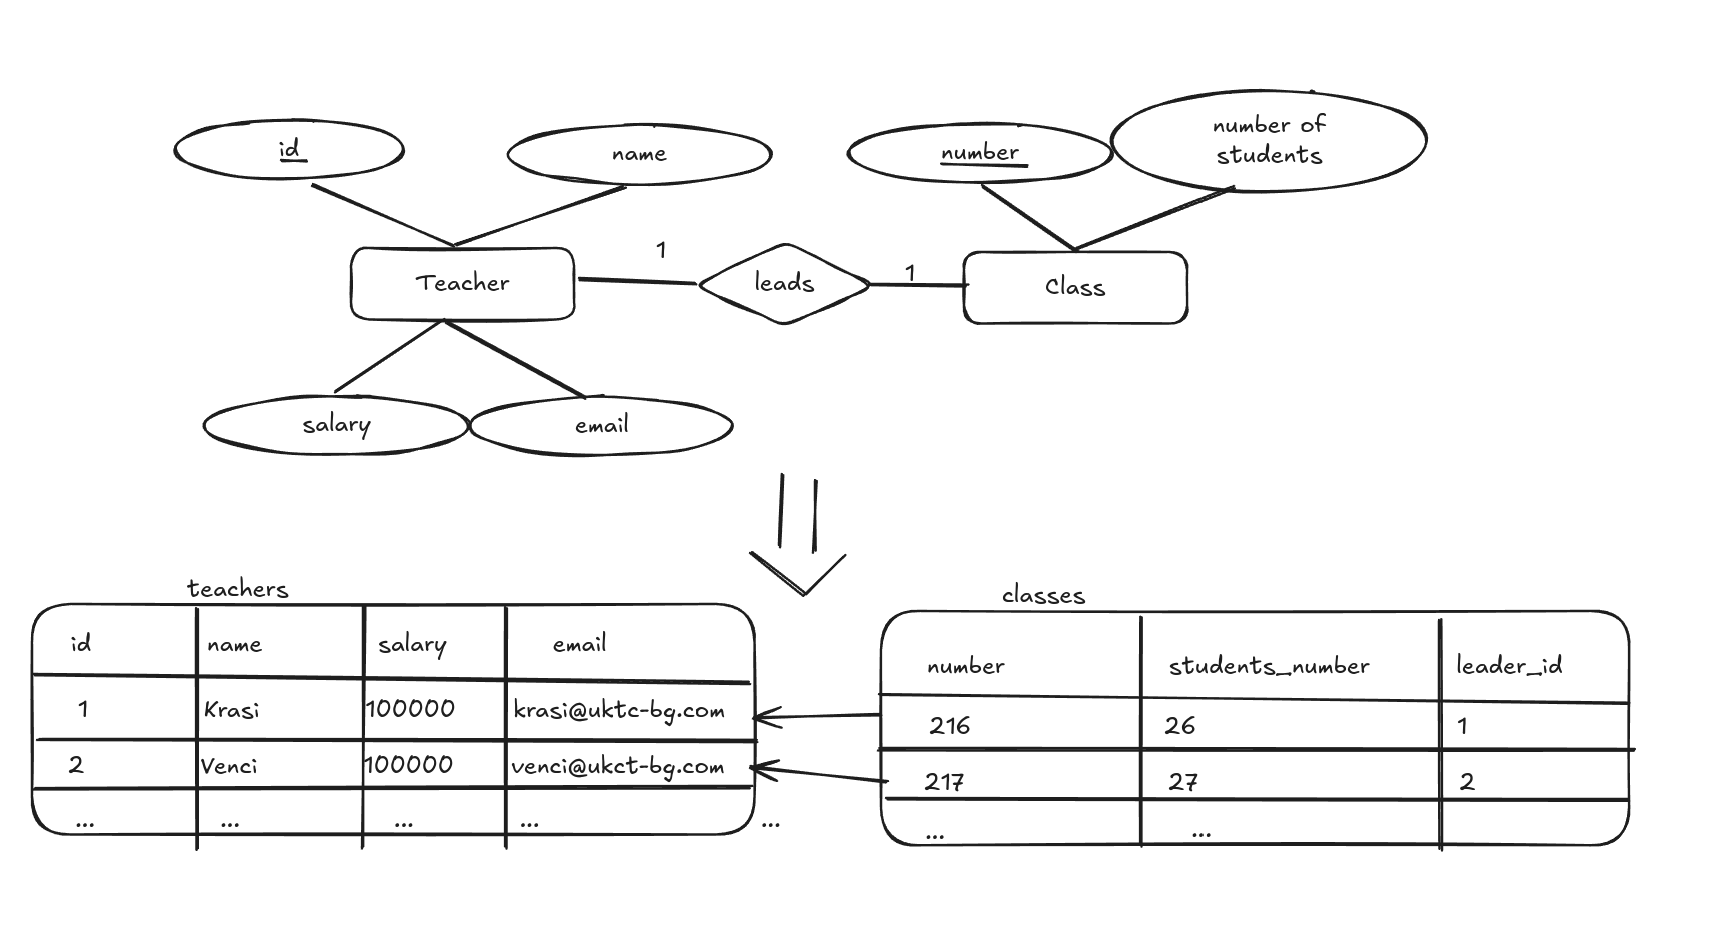 id
name
number
number of
students
1
Teacher
leads
1
Class
salary
email
teachers
id name salary email
1 Krasi 100000 krasi@uktc-bg.com
2 Venci 100000 venci@ukct-bg.com
... ... ... ... ...
classes
number students_number leader_id
216 26 1
217 27 2
... ...